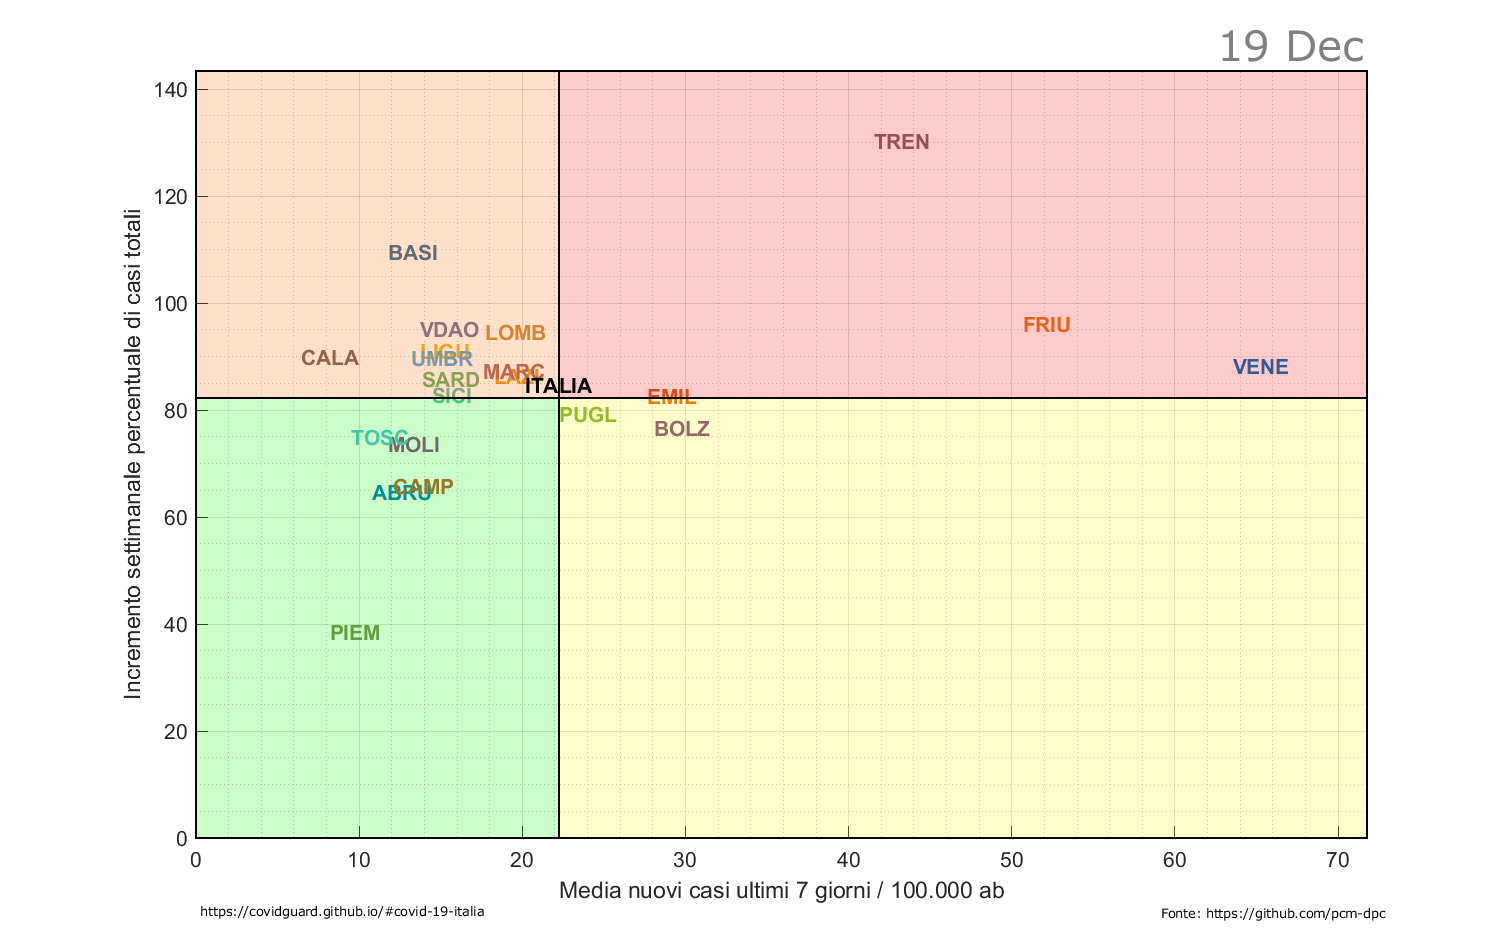 19 Dec
Incremento settimanale percentuale di casi totali
140
120
100
80
60
40
20
0
TREN
BASI
FRIU
VDAO
LOMB
LIGU
CALA
UMBR
VENE
MARC
LAZI
SARD
ITALIA
SICI
EMIL
PUGL
BOLZ
TOSC
MOLI
CAMP
ABRU
PIEM
0 10 20 30 40 50 60 70
Media nuovi casi ultimi 7 giorni / 100.000 ab
https://covidguard.github.io/#covid-19-italia
Fonte: https://github.com/pcm-dpc